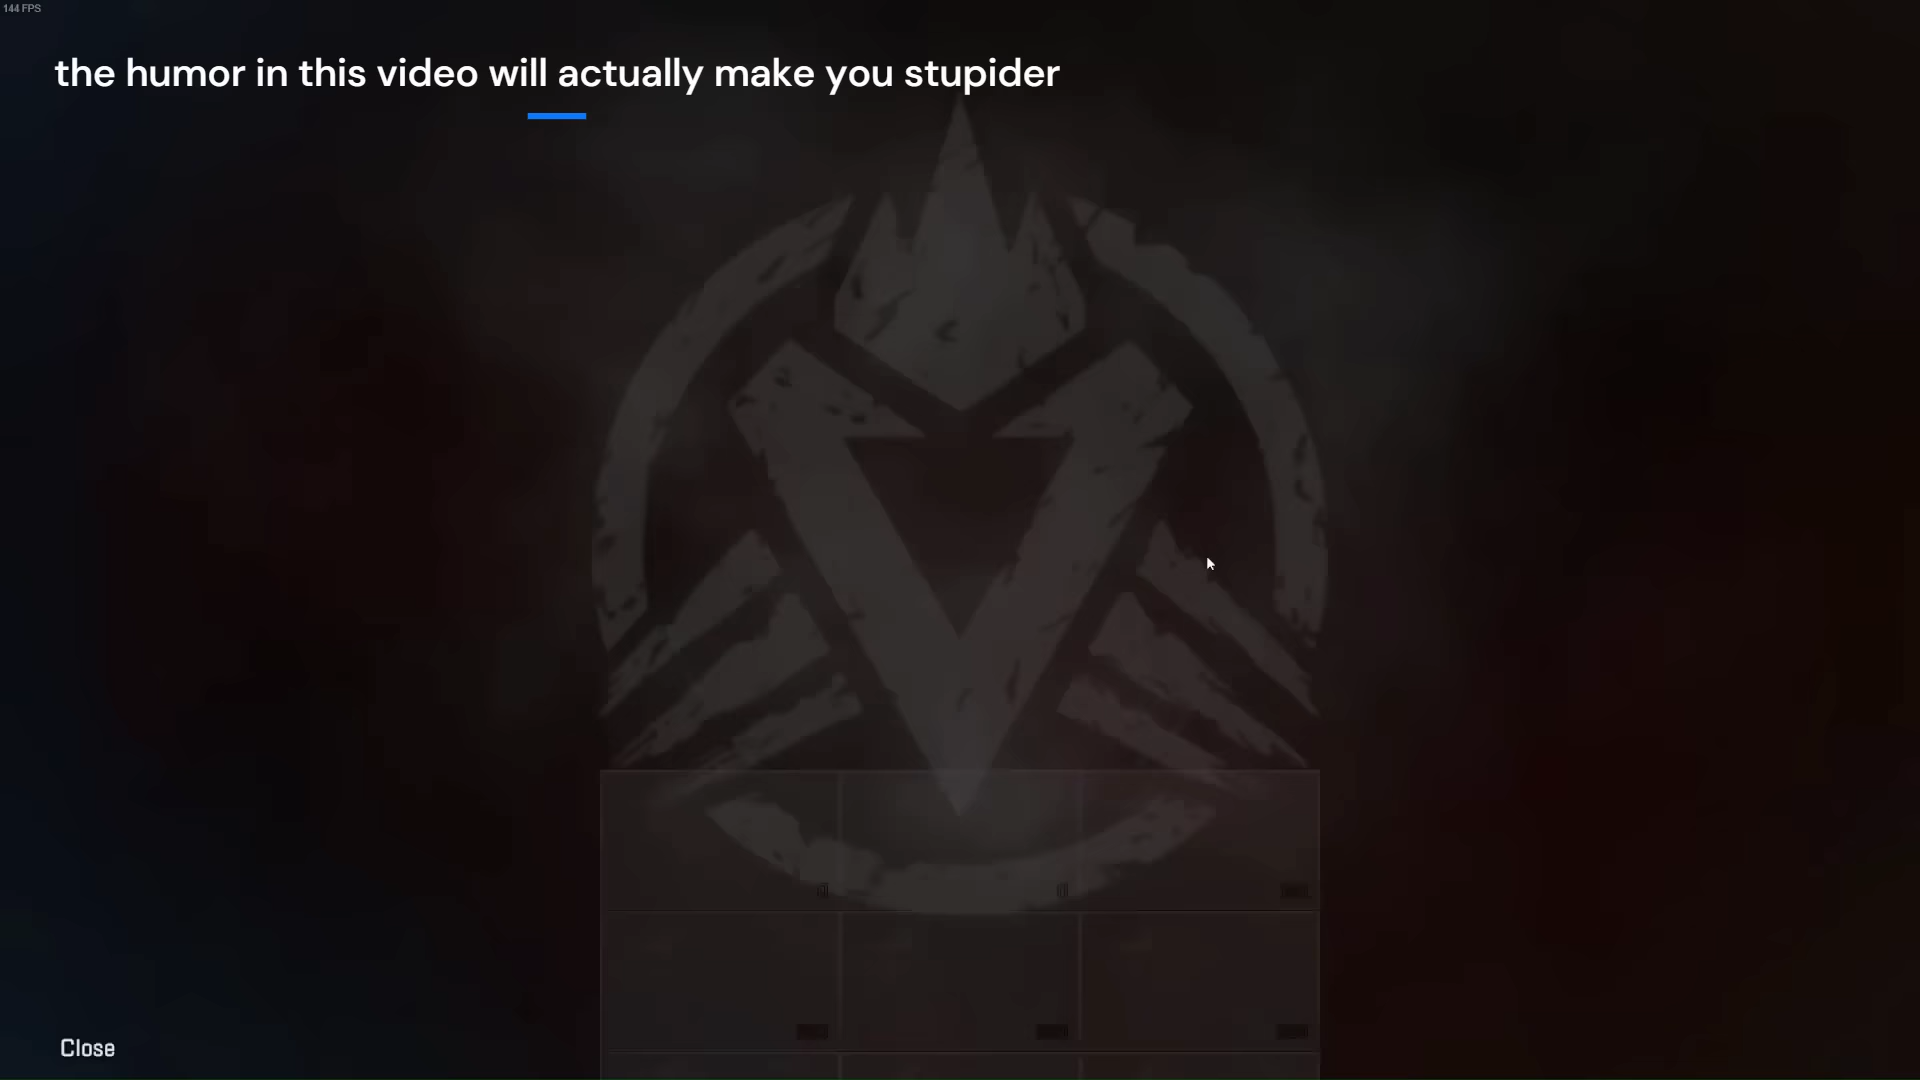 144 FPS
the humor in this video will actually make you stupider
Close